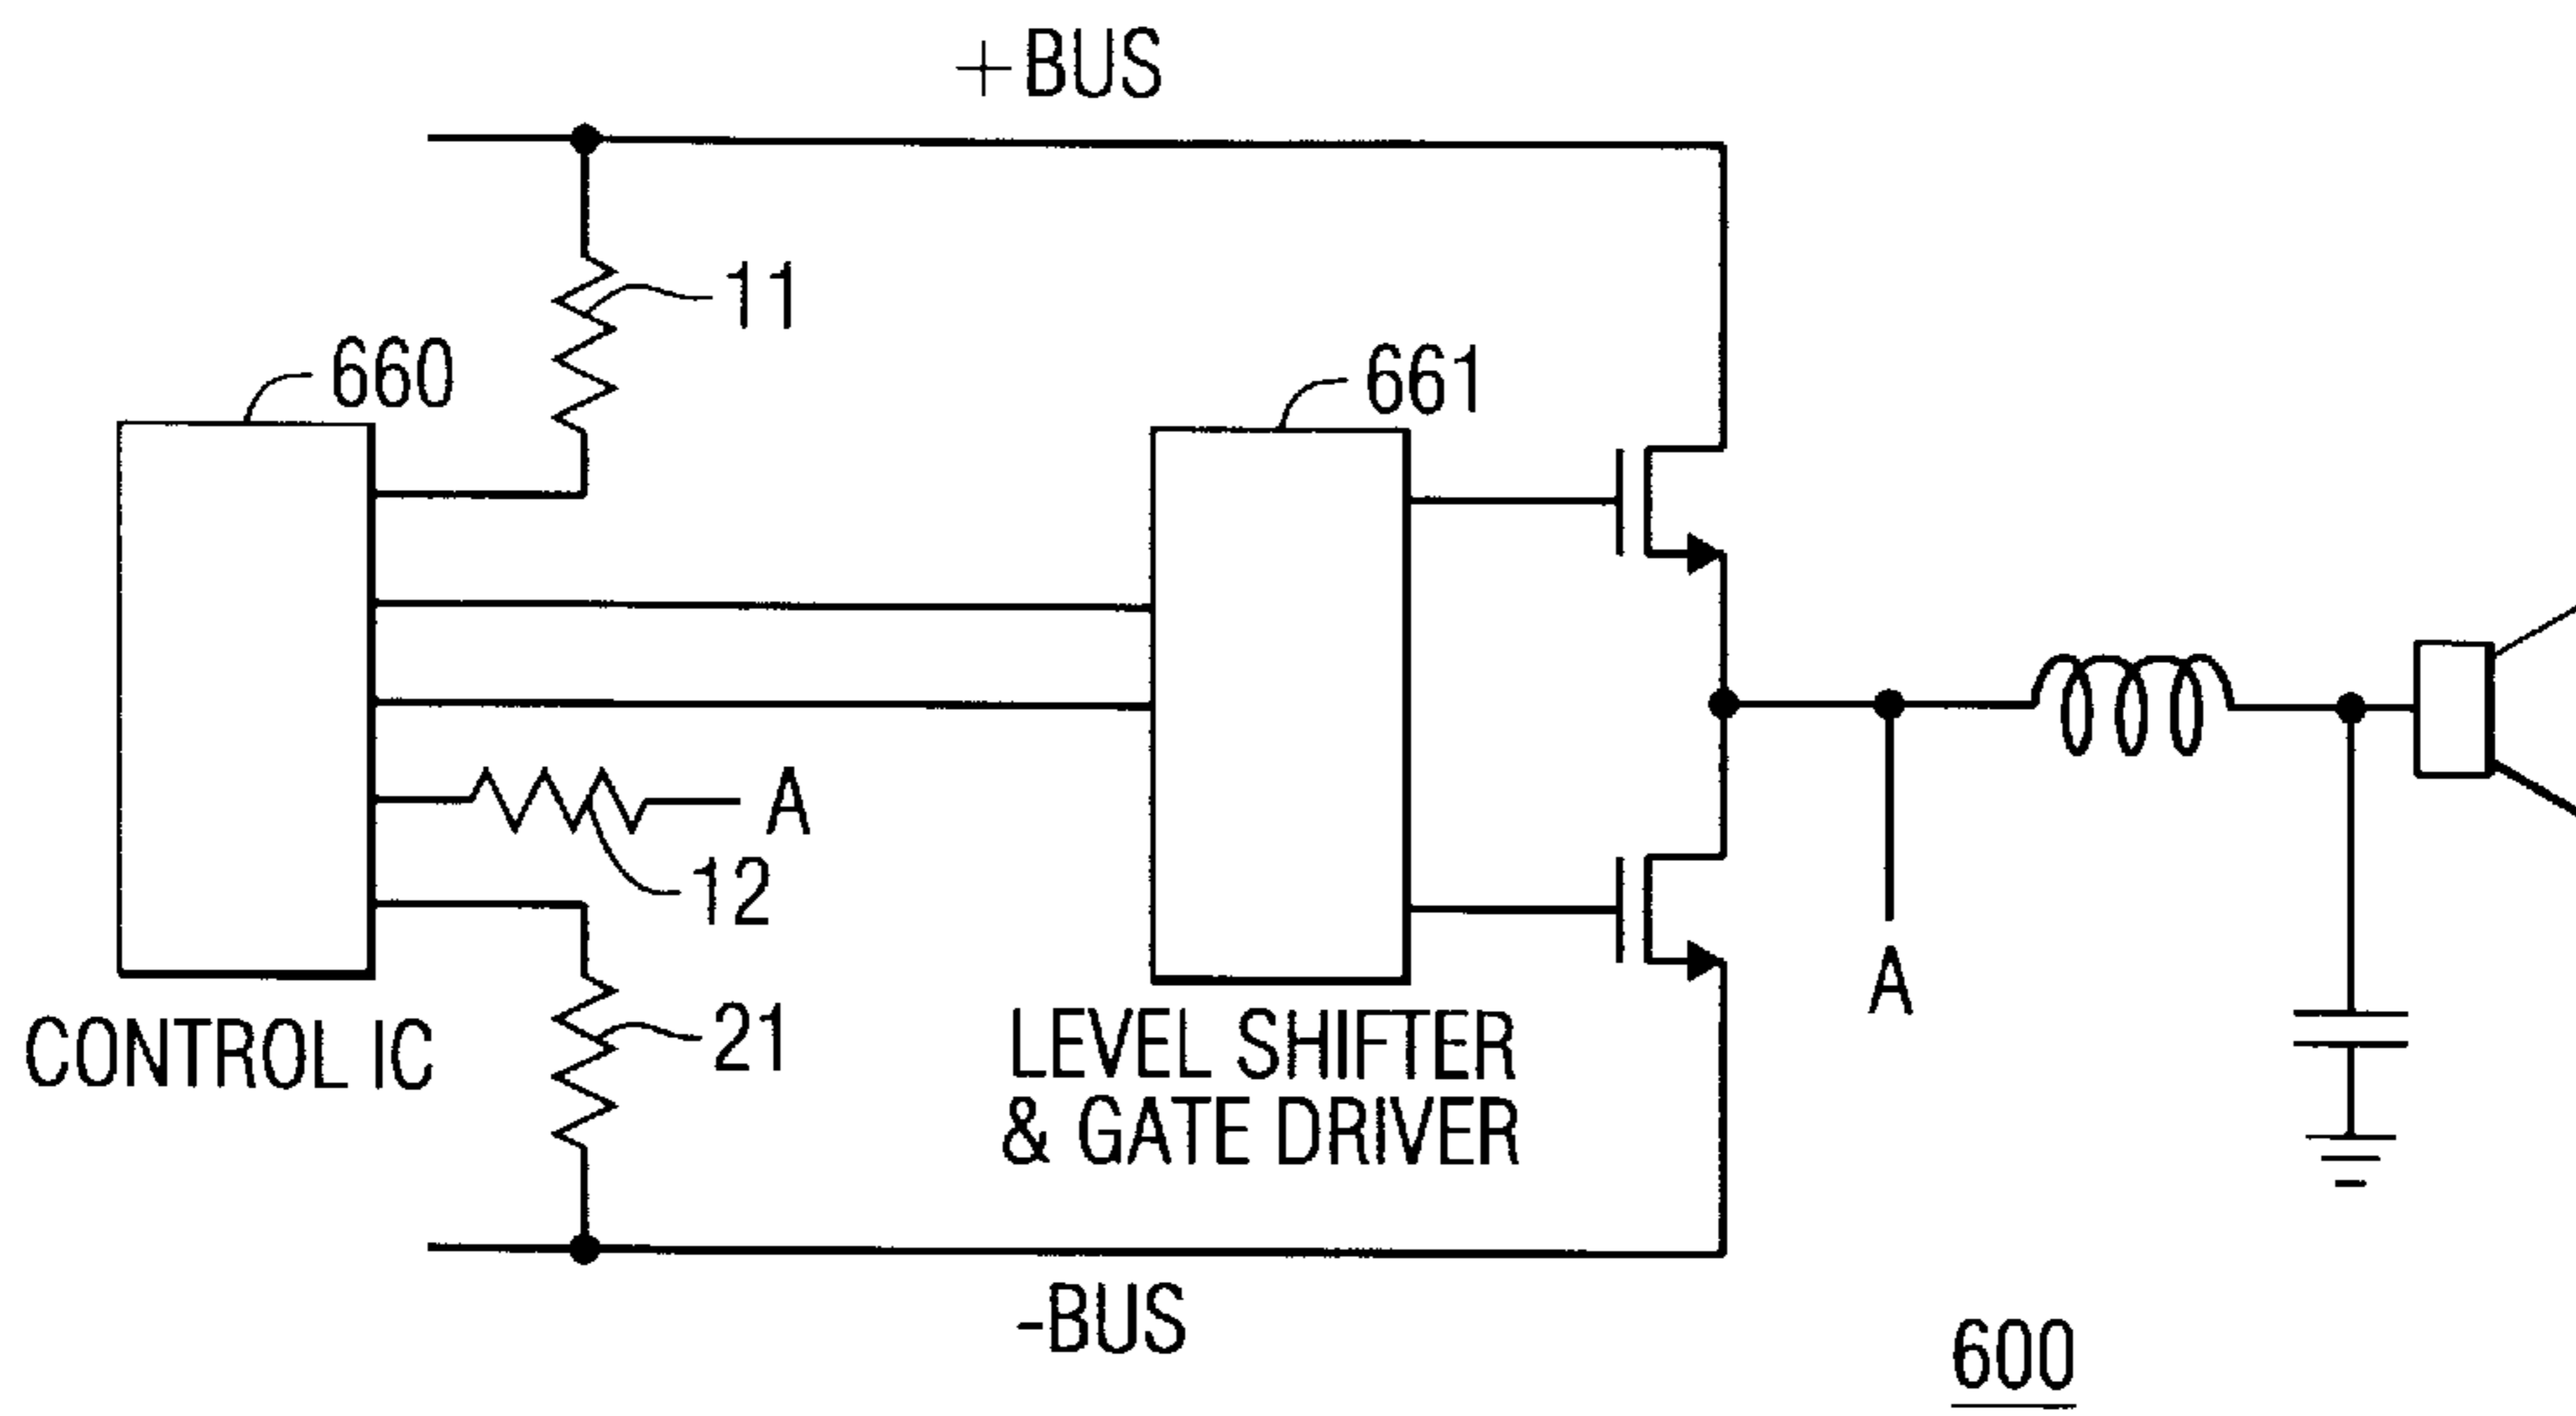 +BUS
11
660
661
A
12
A
CONTROL IC
21
LEVEL SHIFTER
& GATE DRIVER
-BUS
600